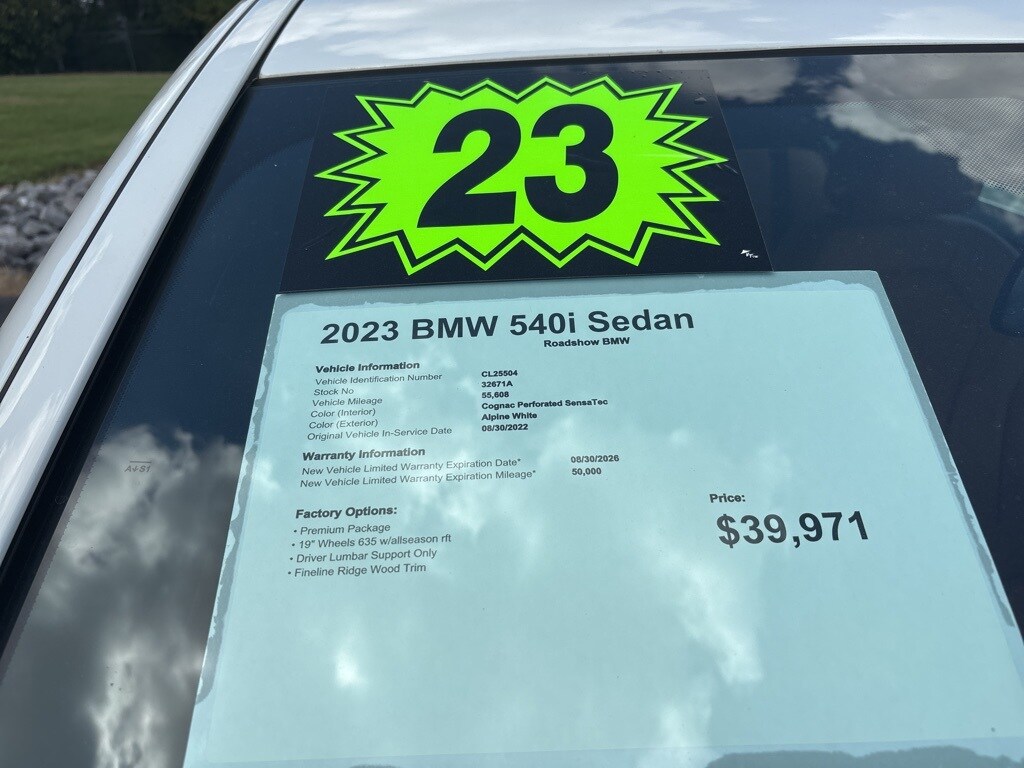 23
2023 BMW 540i Sedan
Roadshow BMW
Vehicle Information
Vehicle Identification Number CL25504
Stock No 32671A
Vehicle Mileage 55,608
Color (Interior) Cognac Perforated SensaTec
Color (Exterior) Alpine White
Original Vehicle In-Service Date 08/30/2022
Warranty Information
New Vehicle Limited Warranty Expiration Date* 08/30/2026
New Vehicle Limited Warranty Expiration Mileage* 50,000
Factory Options:
• Premium Package
• 19" Wheels 635 w/allseason rft
• Driver Lumbar Support Only
• Fineline Ridge Wood Trim
Price:
$39,971